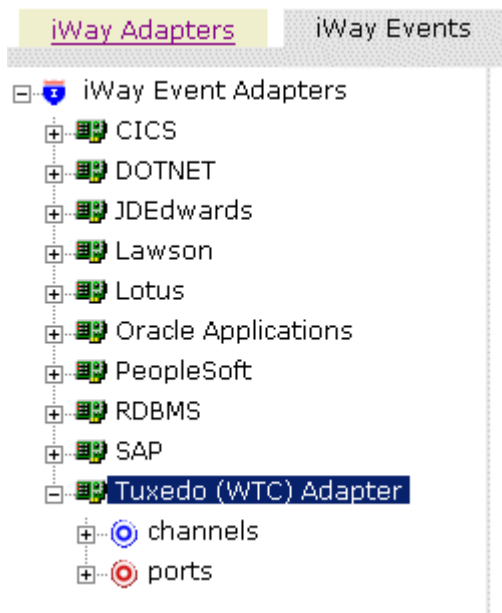 iWay Adapters iWay Events
iWay Event Adapters
CICS
DOTNET
JDEdwards
Lawson
Lotus
Oracle Applications
PeopleSoft
RDBMS
SAP
Tuxedo (WTC) Adapter
channels
ports